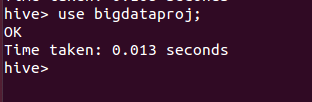 hive> use bigdataproj;
OK
Time taken: 0.013 seconds
hive>